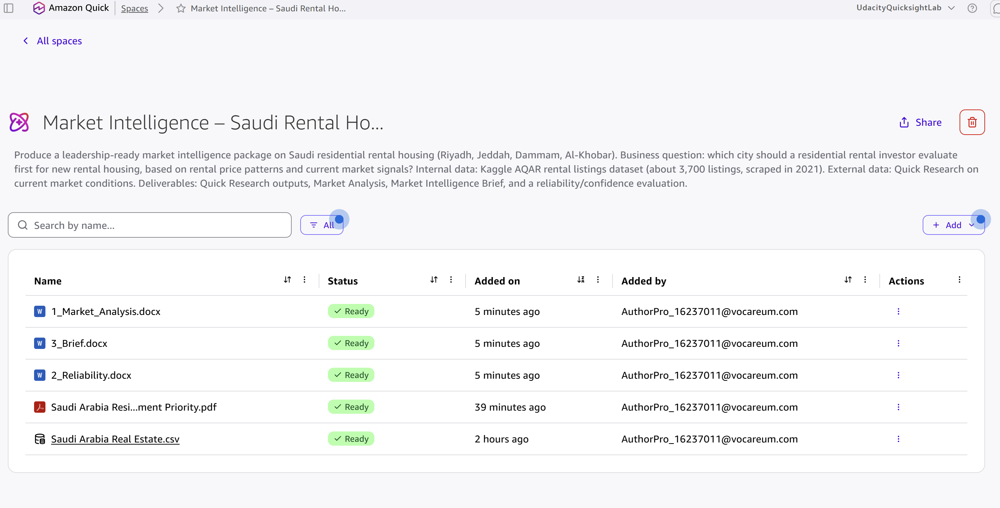 Amazon Quick
Spaces
Market Intelligence – Saudi Rental Ho...
UdacityQuicksightLab
All spaces
Market Intelligence – Saudi Rental Ho...
Share
Produce a leadership-ready market intelligence package on Saudi residential rental housing (Riyadh, Jeddah, Dammam, Al-Khobar). Business question: which city should a residential rental investor evaluate
first for new rental housing, based on rental price patterns and current market signals? Internal data: Kaggle AQAR rental listings dataset (about 3,700 listings, scraped in 2021). External data: Quick Research on
current market conditions. Deliverables: Quick Research outputs, Market Analysis, Market Intelligence Brief, and a reliability/confidence evaluation.
Search by name...
All
Add
Name Status Added on Added by Actions
1_Market_Analysis.docx Ready 5 minutes ago AuthorPro_16237011@vocareum.com
3_Brief.docx Ready 5 minutes ago AuthorPro_16237011@vocareum.com
2_Reliability.docx Ready 5 minutes ago AuthorPro_16237011@vocareum.com
Saudi Arabia Resi...ment Priority.pdf Ready 39 minutes ago AuthorPro_16237011@vocareum.com
Saudi Arabia Real Estate.csv Ready 2 hours ago AuthorPro_16237011@vocareum.com